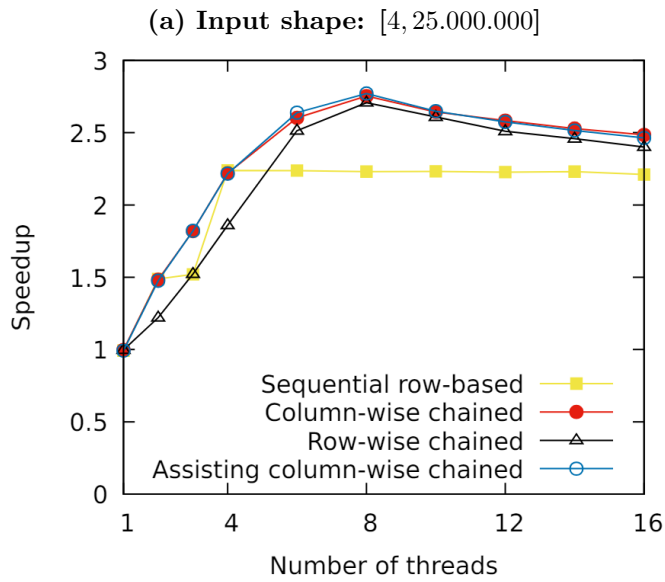 (a) Input shape: [4, 25.000.000]
3
2.5
2
1.5
1
0.5
0
Speedup
Sequential row-based
Column-wise chained
Row-wise chained
Assisting column-wise chained
1 4 8 12 16
Number of threads